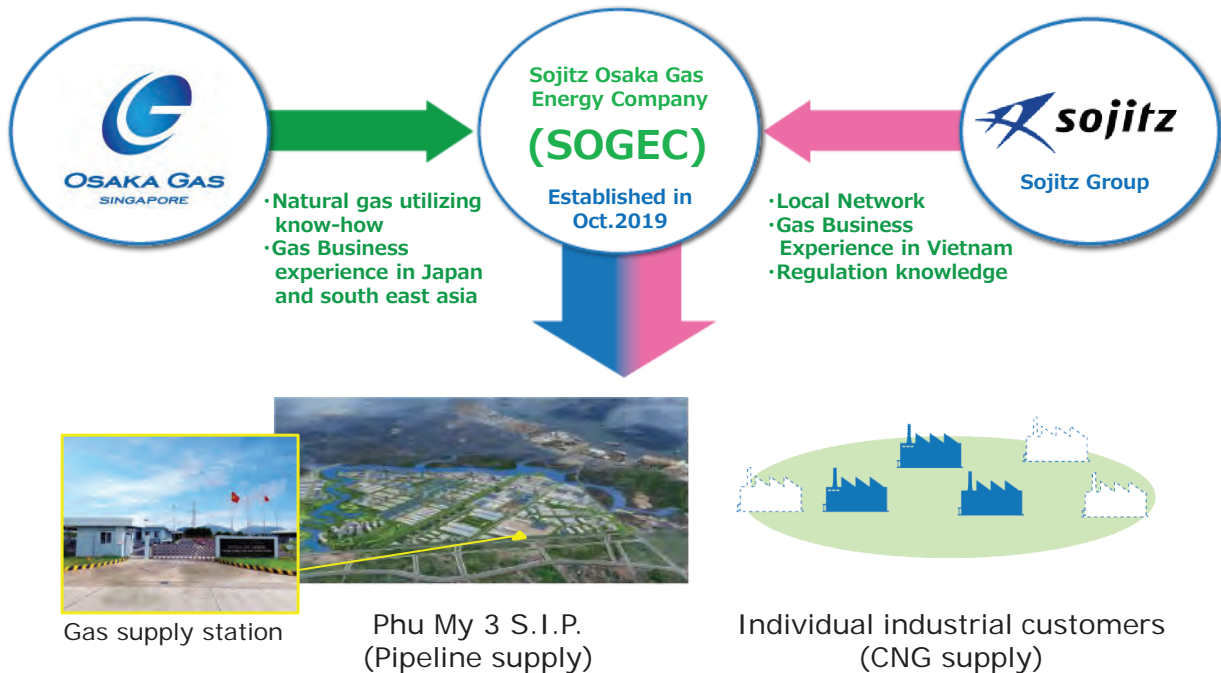 OSAKA GAS
SINGAPORE
・Natural gas utilizing
know-how
・Gas Business
experience in Japan
and south east asia
Sojitz Osaka Gas
Energy Company
(SOGEC)
Established in
Oct.2019
sojitz
Sojitz Group
・Local Network
・Gas Business
Experience in Vietnam
・Regulation knowledge
Gas supply station
Phu My 3 S.I.P.
(Pipeline supply)
Individual industrial customers
(CNG supply)